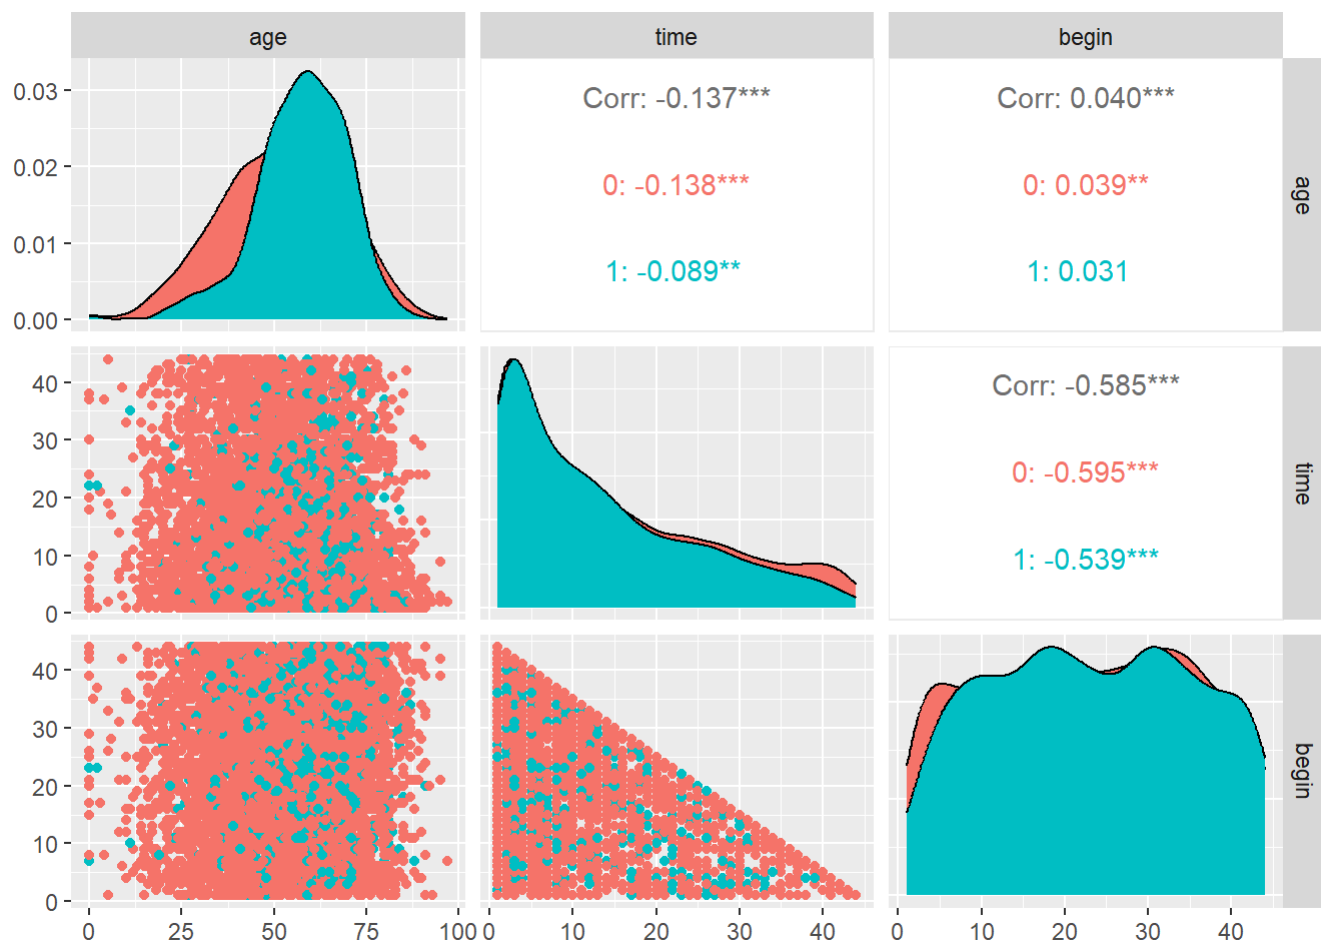 age time begin
0.03
0.02
0.01
0.00
Corr: -0.137***
0: -0.138***
1: -0.089**
Corr: 0.040***
0: 0.039**
1: 0.031
age
40
30
20
10
0
Corr: -0.585***
0: -0.595***
1: -0.539***
time
40
30
20
10
0
begin
0 25 50 75 100 0 10 20 30 40 0 10 20 30 40